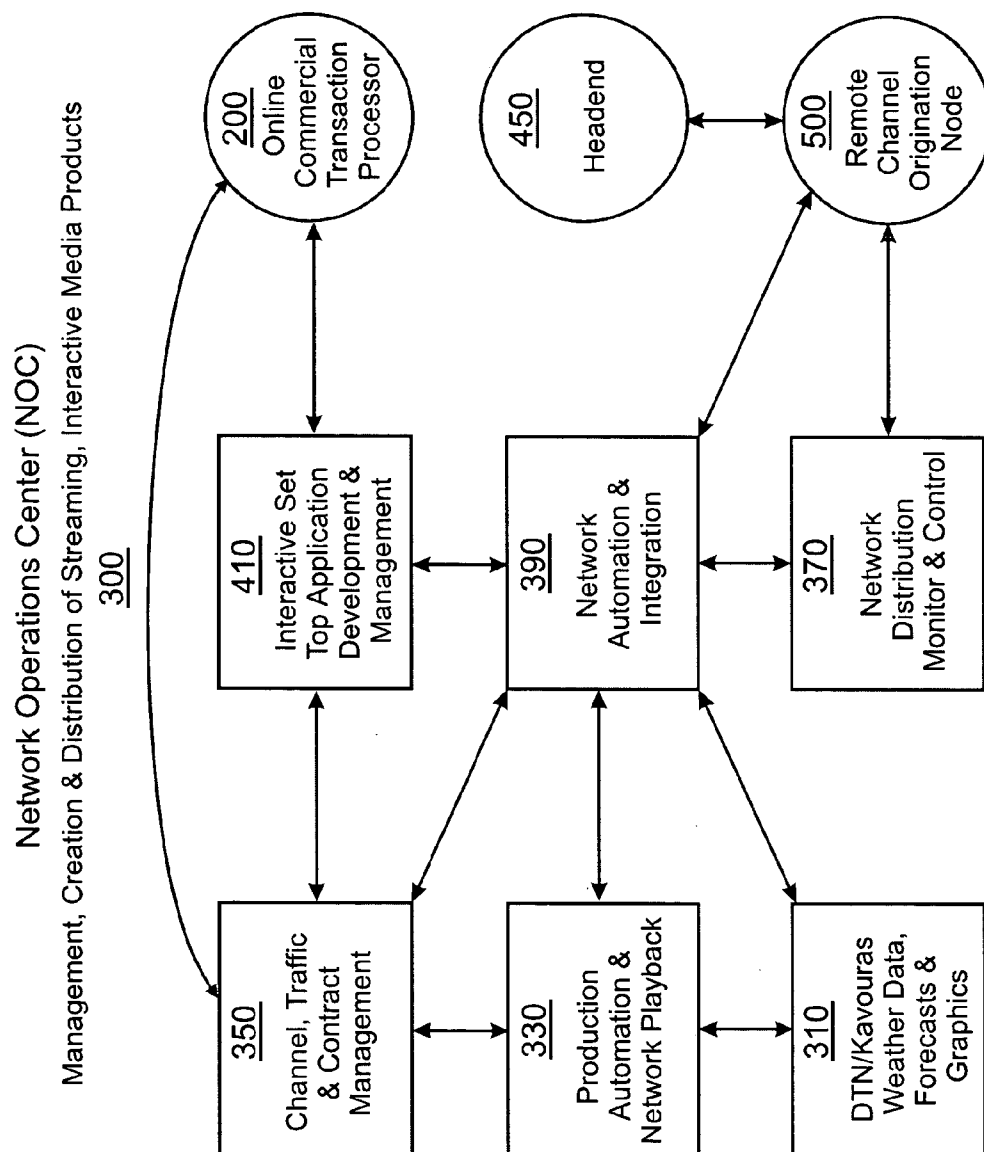 Network Operations Center (NOC)
Management, Creation & Distribution of Streaming, Interactive Media Products
300
350
Channel, Traffic
& Contract
Management
410
Interactive Set
Top Application
Development &
Management
200
Online
Commercial
Transaction
Processor
330
Production
Automation &
Network Playback
390
Network
Automation &
Integration
450
Headend
310
DTN/Kavouras
Weather Data,
Forecasts &
Graphics
370
Network
Distribution
Monitor & Control
500
Remote
Channel
Origination
Node